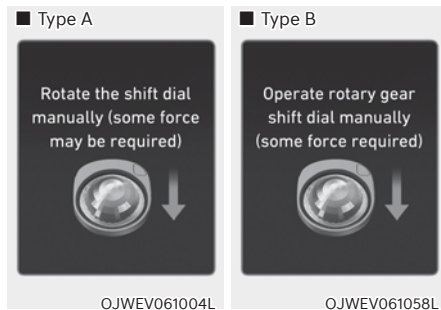 ■ Type A
Rotate the shift dial
manually (some force
may be required)
OJWEV061004L
■ Type B
Operate rotary gear
shift dial manually
(some force required)
OJWEV061058L